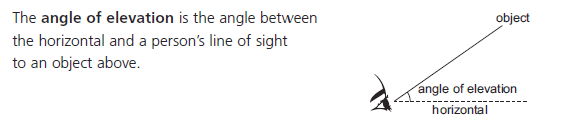 The angle of elevation is the angle between
the horizontal and a person’s line of sight
to an object above.
object
angle of elevation
horizontal